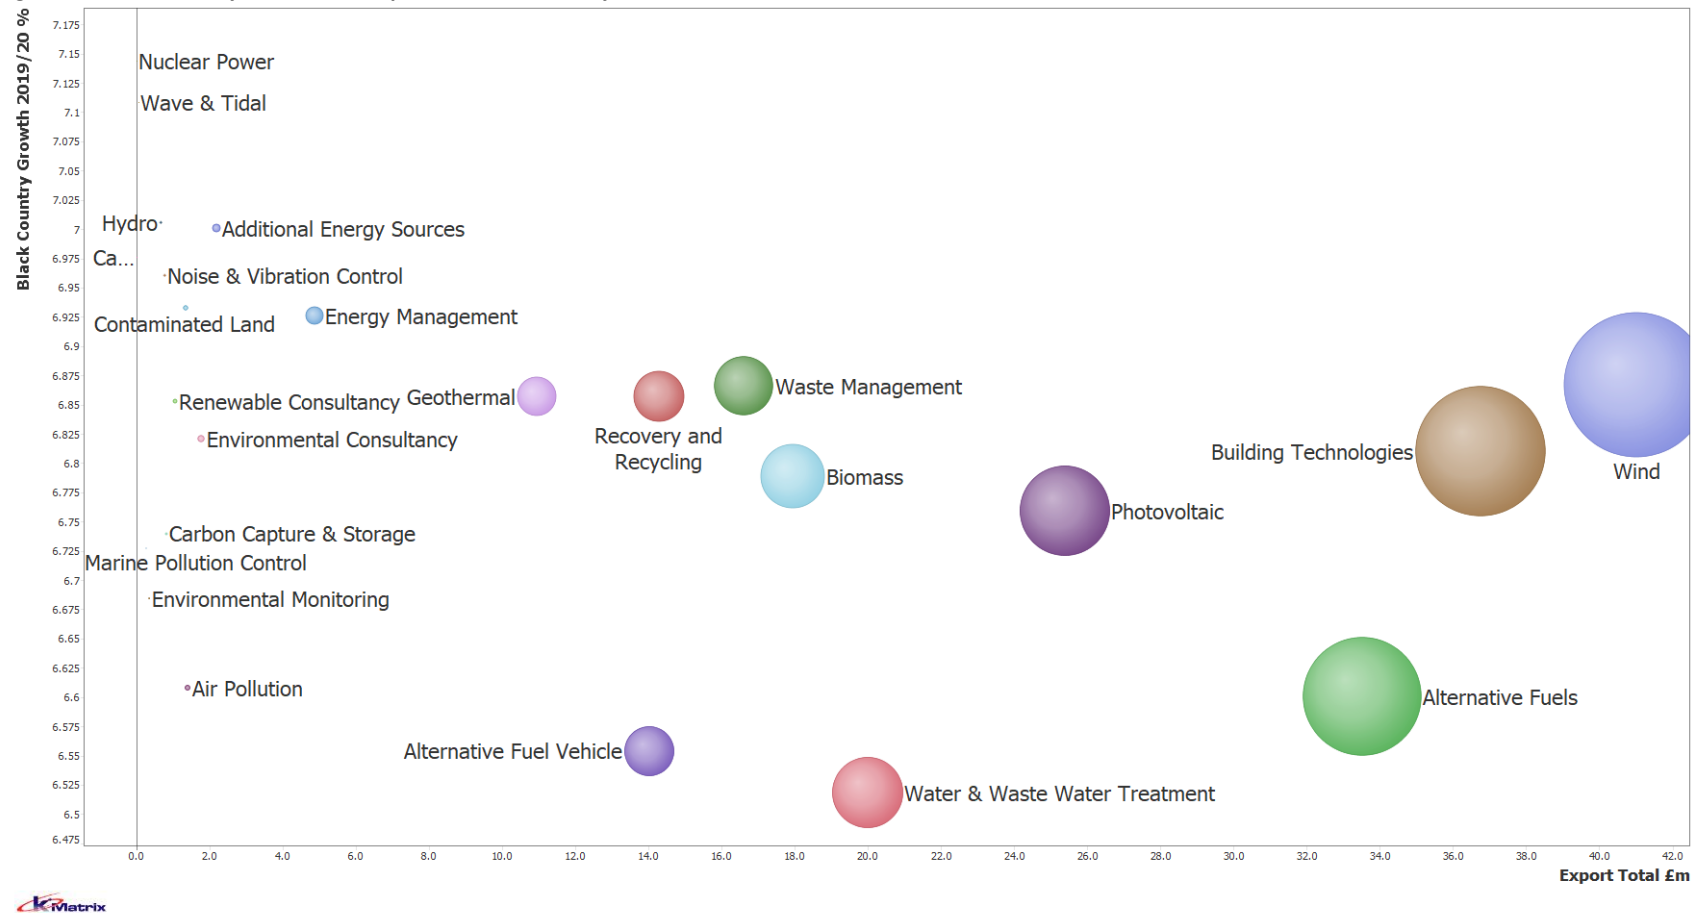 Black Country Growth 2019/20 %
7.175
7.15
7.125
7.1
7.075
7.05
7.025
7
6.975
6.95
6.925
6.9
6.875
6.85
6.825
6.8
6.775
6.75
6.725
6.7
6.675
6.65
6.625
6.6
6.575
6.55
6.525
6.5
6.475
Nuclear Power
Wave & Tidal
Hydro
Additional Energy Sources
Ca...
Noise & Vibration Control
Contaminated Land
Energy Management
Renewable Consultancy
Geothermal
Waste Management
Environmental Consultancy
Recovery and
Recycling
Building Technologies
Wind
Biomass
Photovoltaic
Carbon Capture & Storage
Marine Pollution Control
Environmental Monitoring
Air Pollution
Alternative Fuels
Alternative Fuel Vehicle
Water & Waste Water Treatment
0.0 2.0 4.0 6.0 8.0 10.0 12.0 14.0 16.0 18.0 20.0 22.0 24.0 26.0 28.0 30.0 32.0 34.0 36.0 38.0 40.0 42.0
Export Total £m
kMatrix